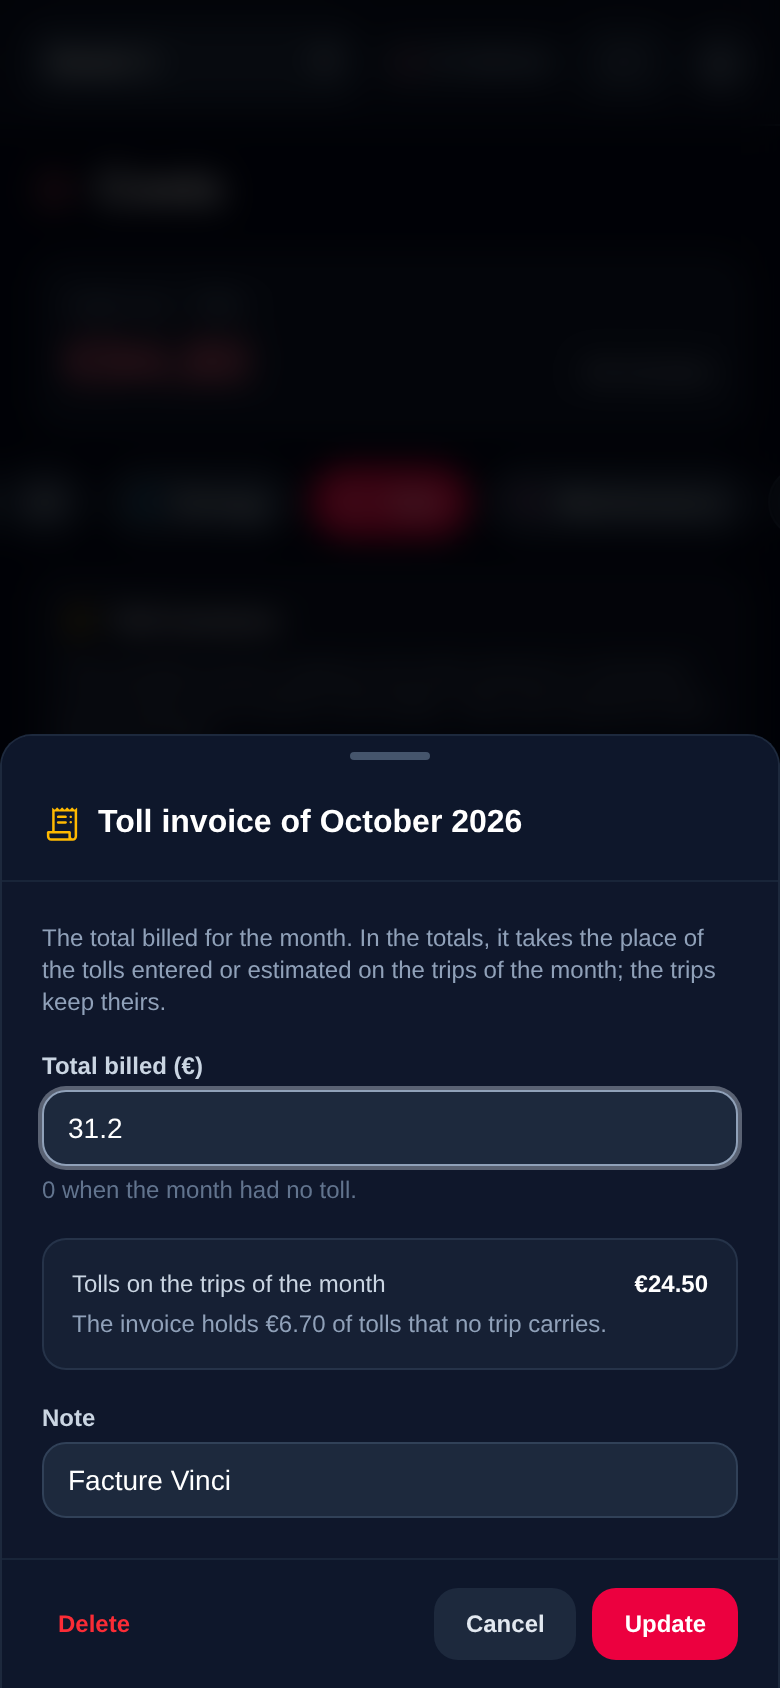 Toll invoice of October 2026
The total billed for the month. In the totals, it takes the place of
the tolls entered or estimated on the trips of the month; the trips
keep theirs.
Total billed (€)
31.2
0 when the month had no toll.
Tolls on the trips of the month €24.50
The invoice holds €6.70 of tolls that no trip carries.
Note
Facture Vinci
Delete Cancel Update